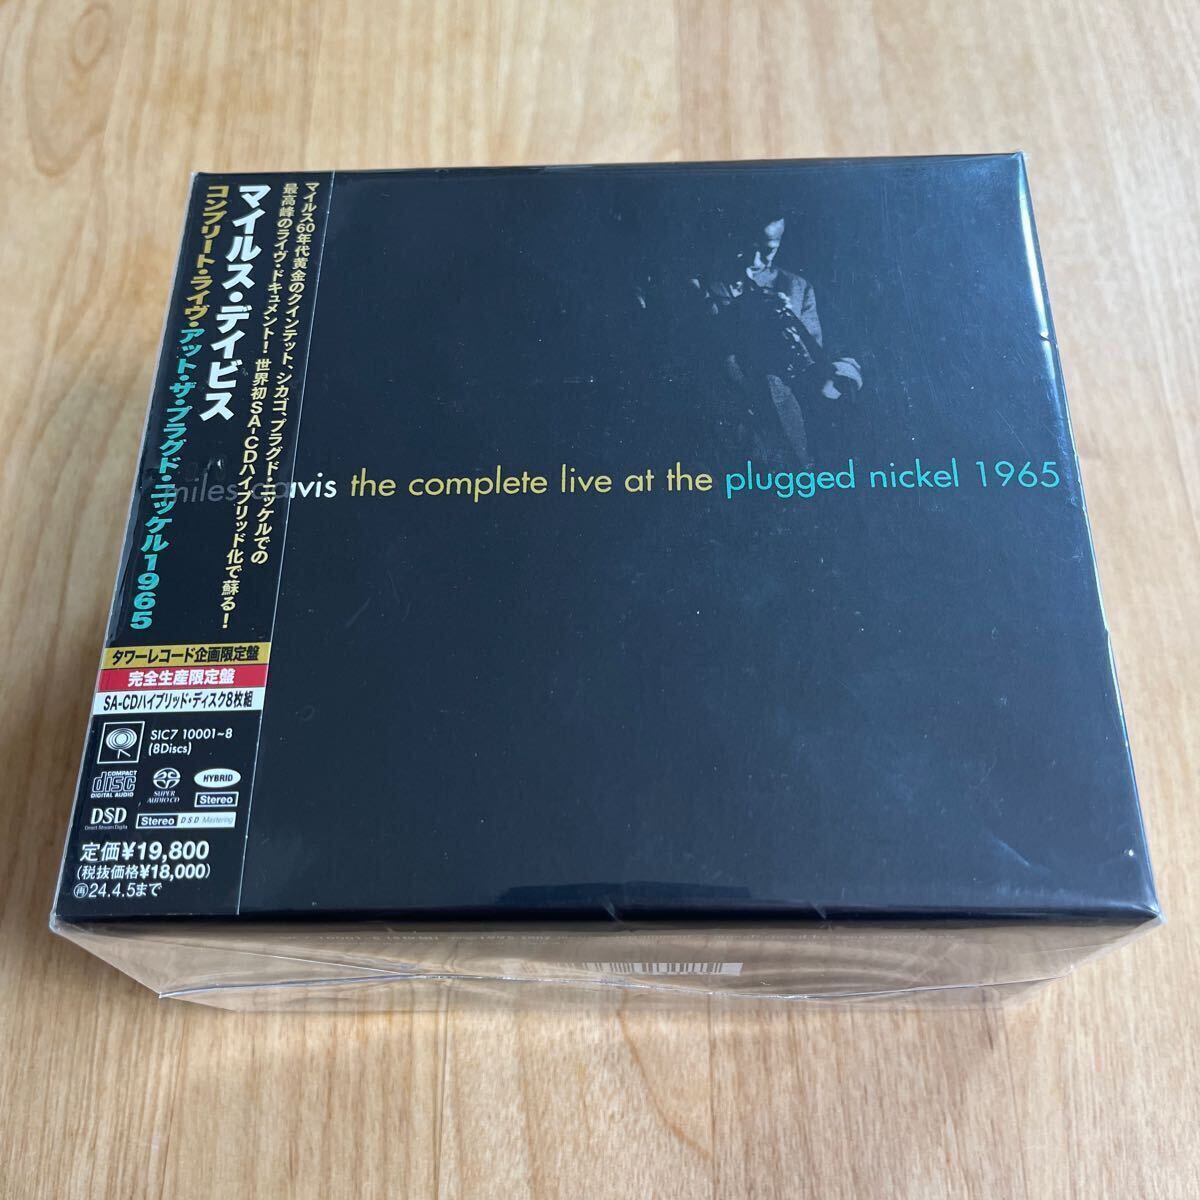 マイルス60年代黄金のクインテット、シカゴ、プラグド・ニッケルでの
最高峰のライヴ・ドキュメント！ 世界初SA-CDハイブリッド化で蘇る！
マイルス・デイビス
コンプリート・ライヴ・アット・ザ・プラグド・ニッケル1965
miles davis the complete live at the plugged nickel 1965
タワーレコード企画限定盤
完全生産限定盤
SA-CDハイブリッド・ディスク8枚組
SIC7 10001~8
(8Discs)
COMPACT
disc
DIGITAL AUDIO
SUPER
AUDIO CD
HYBRID
Stereo
DSD
Direct Stream Digital
Stereo DSD Mastering
定価¥19,800
(税抜価格¥18,000)
㊢24.4.5まで